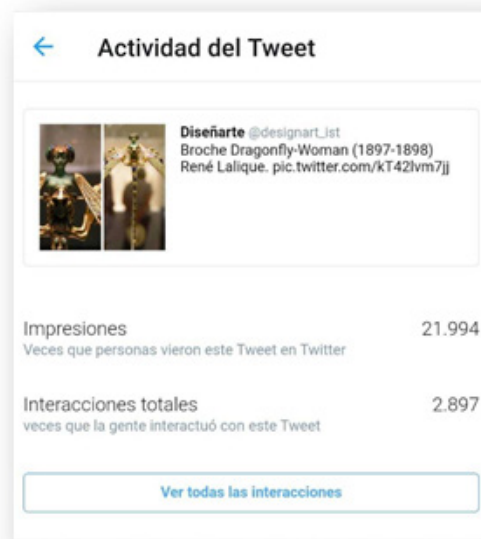 Actividad del Tweet
Diseñarte @designart_ist
Broche Dragonfly-Woman (1897-1898)
René Lalique. pic.twitter.com/kT42lvm7jj
Impresiones 21.994
Veces que personas vieron este Tweet en Twitter
Interacciones totales 2.897
veces que la gente interactuó con este Tweet
Ver todas las interacciones